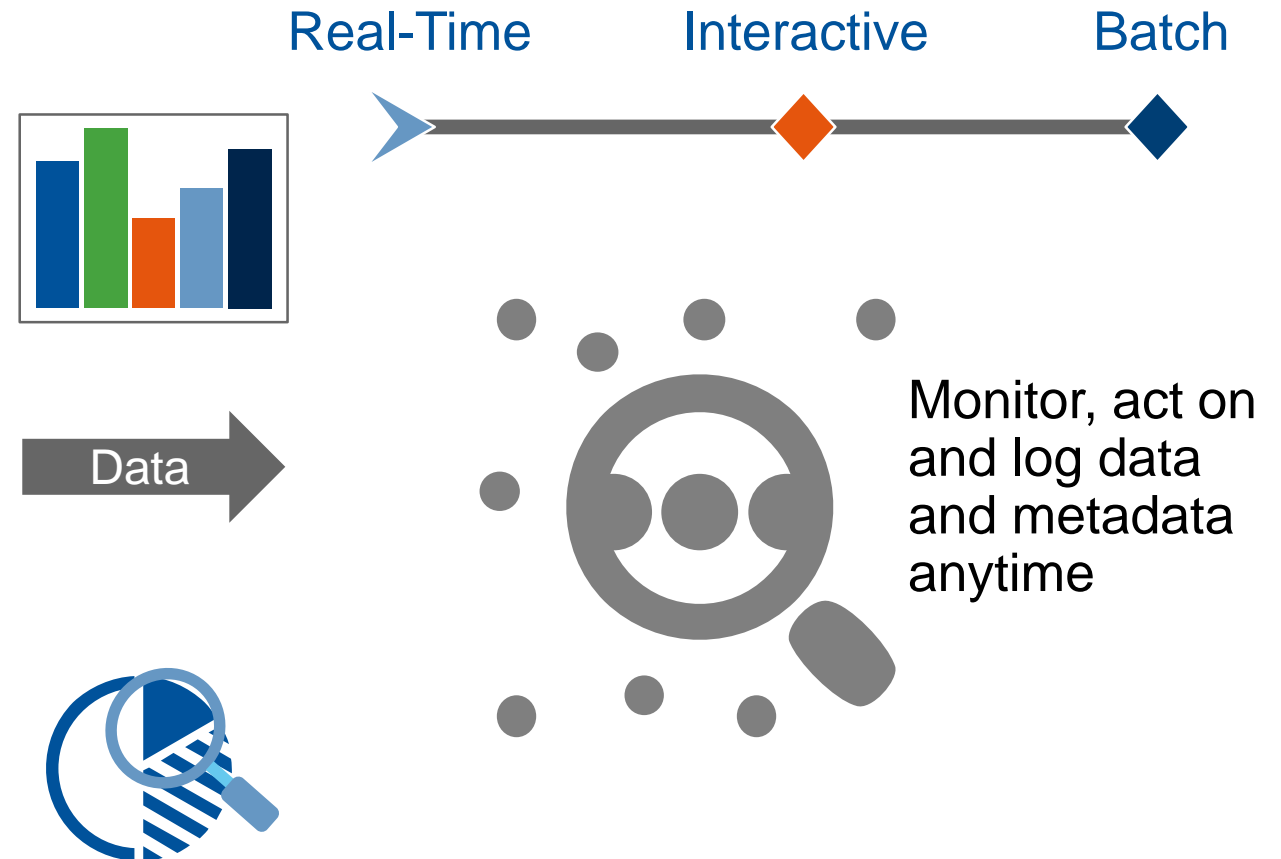 Real-Time Interactive Batch
Data
Monitor, act on
and log data
and metadata
anytime